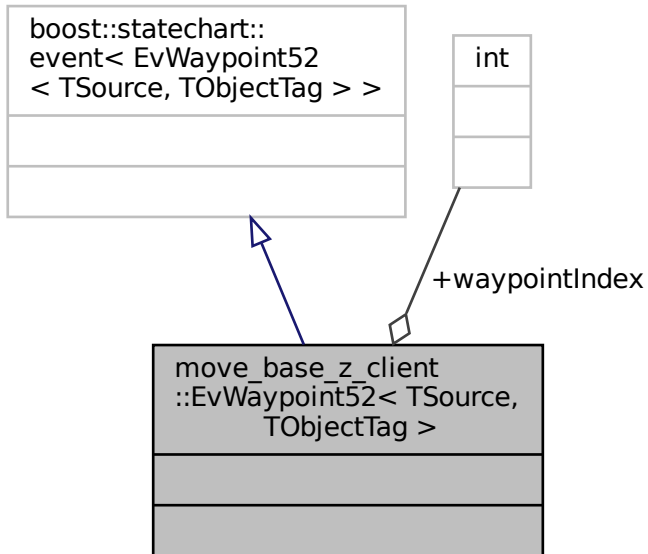 boost::statechart::
event< EvWaypoint52
< TSource, TObjectTag > >
int
+waypointIndex
move_base_z_client
::EvWaypoint52< TSource,
TObjectTag >